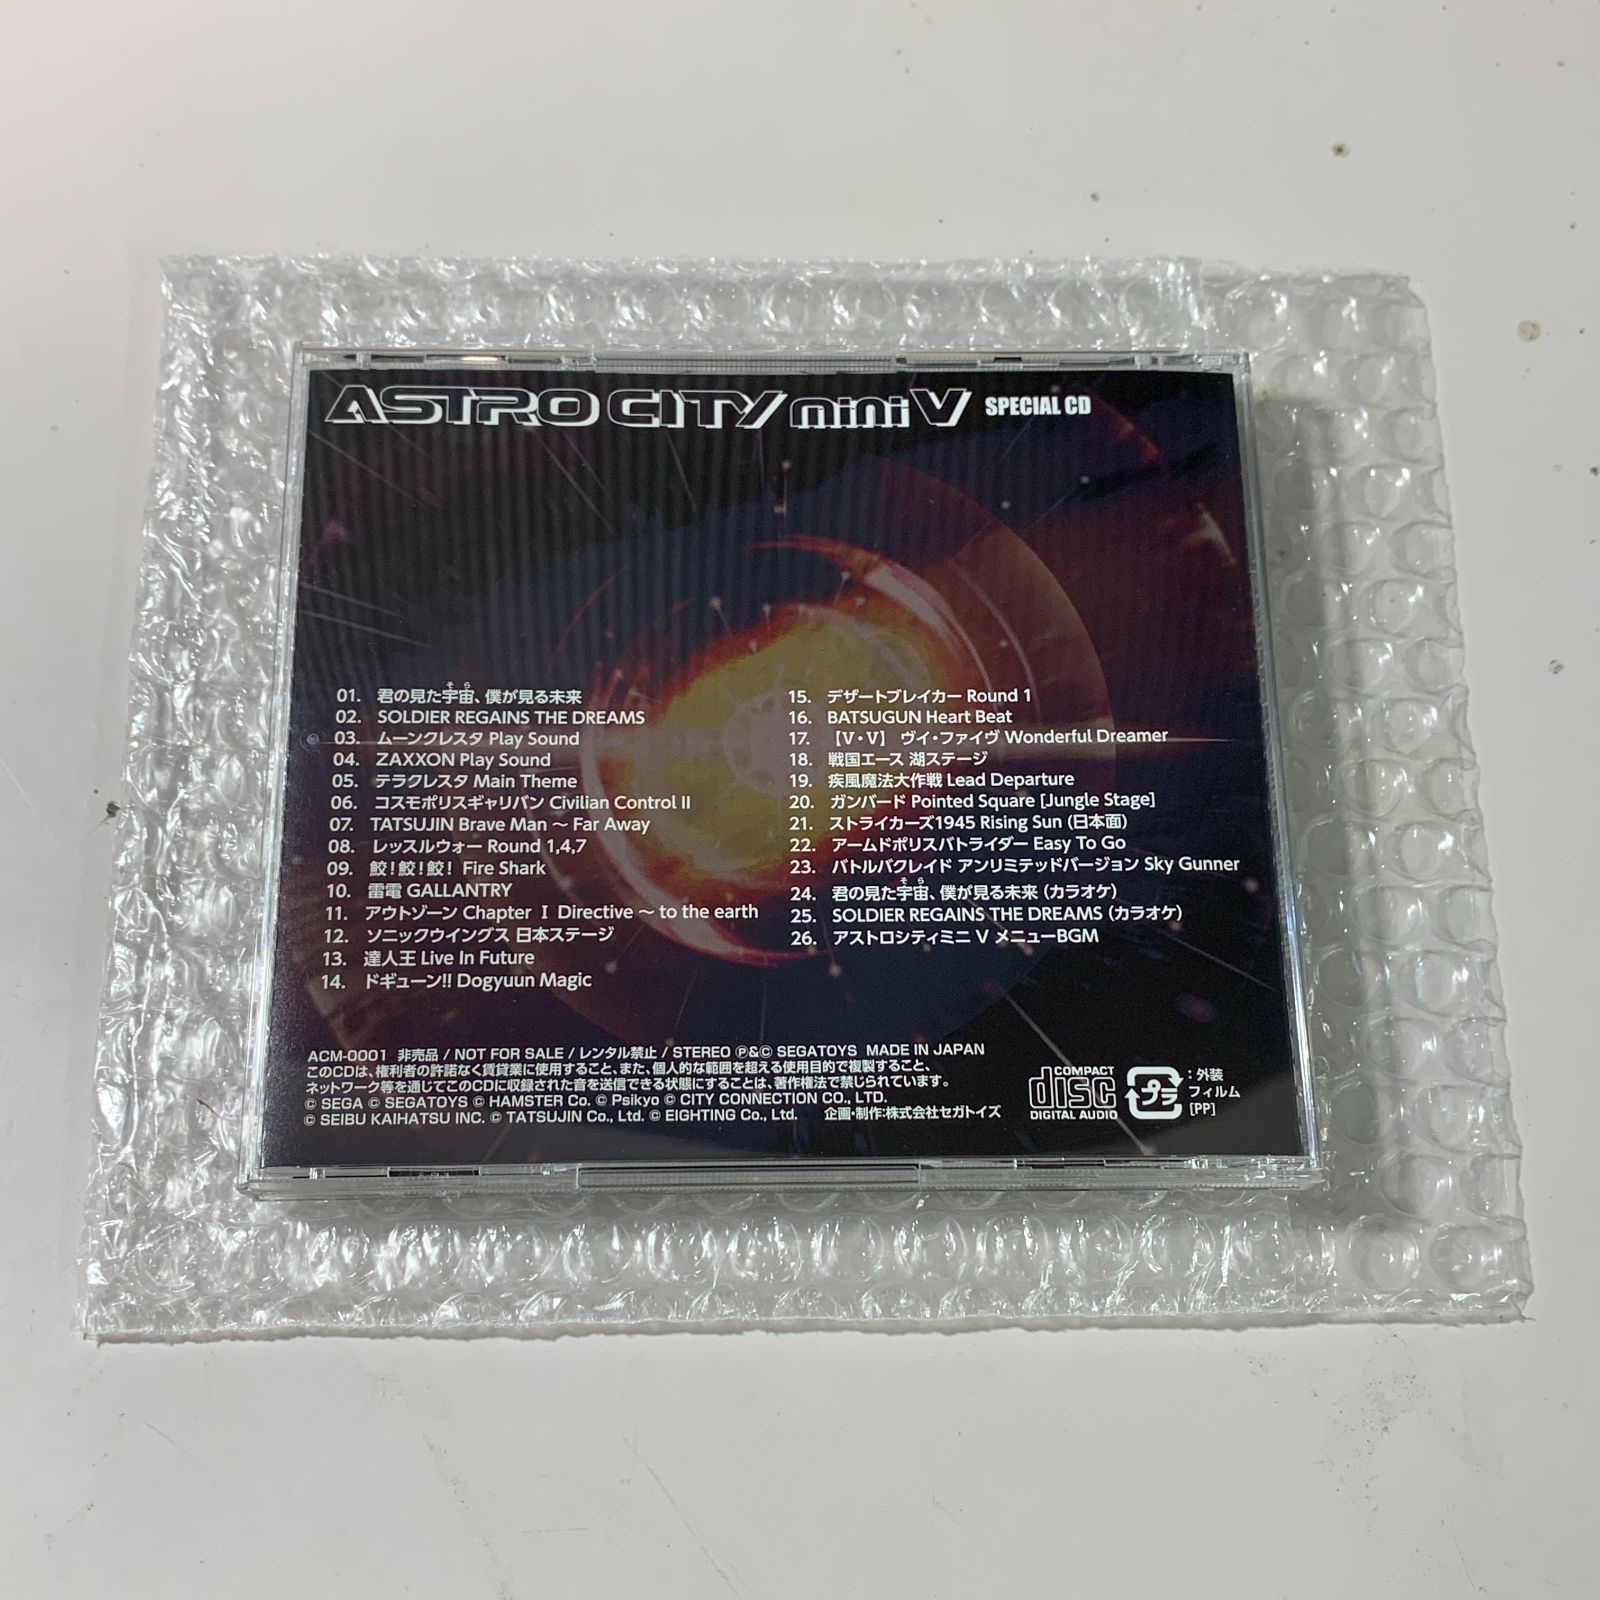 ASTRO CITY mini V SPECIAL CD
そら
01. 君の見た宇宙、僕が見る未来
02. SOLDIER REGAINS THE DREAMS
03. ムーンクレスタ Play Sound
04. ZAXXON Play Sound
05. テラクレスタ Main Theme
06. コスモポリスギャリバン Civilian Control II
07. TATSUJIN Brave Man ～ Far Away
08. レッスルウォー Round 1,4,7
09. 鮫!鮫!鮫! Fire Shark
10. 雷電 GALLANTRY
11. アウトゾーン Chapter Ⅰ Directive ～ to the earth
12. ソニックウイングス 日本ステージ
13. 達人王 Live In Future
14. ドギューン!! Dogyuun Magic
15. デザートブレイカー Round 1
16. BATSUGUN Heart Beat
17. 【V・V】 ヴイ・ファイヴ Wonderful Dreamer
18. 戦国エース 湖ステージ
19. 疾風魔法大作戦 Lead Departure
20. ガンバード Pointed Square [Jungle Stage]
21. ストライカーズ1945 Rising Sun (日本面)
22. アームドポリスバトライダー Easy To Go
23. バトルバクレイド アンリミテッドバージョン Sky Gunner
そら
24. 君の見た宇宙、僕が見る未来 (カラオケ)
25. SOLDIER REGAINS THE DREAMS (カラオケ)
26. アストロシティミニ V メニューBGM
ACM-0001 非売品 / NOT FOR SALE / レンタル禁止 / STEREO Ⓟ&© SEGATOYS MADE IN JAPAN
このCDは、権利者の許諾なく賃貸業に使用すること、また、個人的な範囲を超える使用目的で複製すること、
ネットワーク等を通じてこのCDに収録された音を送信できる状態にすることは、著作権法で禁じられています。
© SEGA © SEGATOYS © HAMSTER Co. © Psikyo © CITY CONNECTION CO., LTD.
© SEIBU KAIHATSU INC. © TATSUJIN Co., Ltd. © EIGHTING Co., Ltd. 企画・制作:株式会社セガトイズ
COMPACT
disc
DIGITAL AUDIO
プラ
:外装
フィルム
[PP]